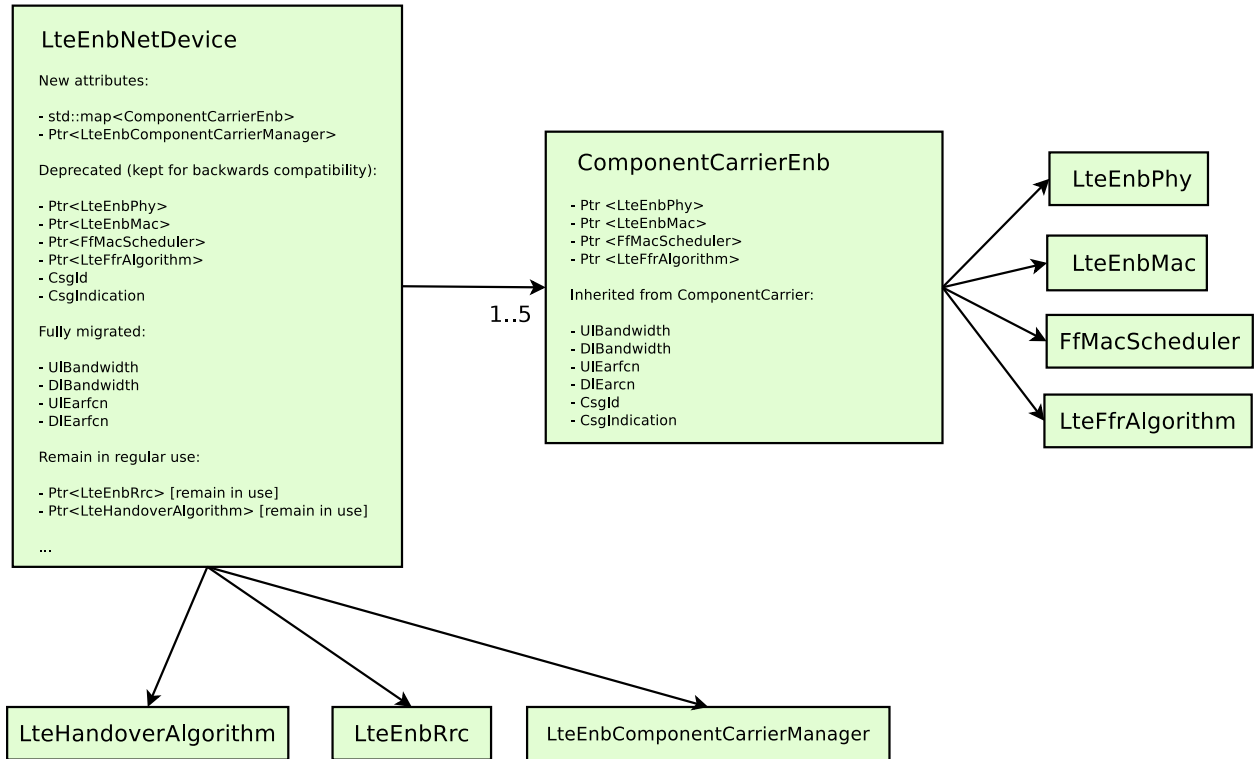 LteEnbNetDevice
New attributes:
- std::map<ComponentCarrierEnb>
- Ptr<LteEnbComponentCarrierManager>
Deprecated (kept for backwards compatibility):
- Ptr<LteEnbPhy>
- Ptr<LteEnbMac>
- Ptr<FfMacScheduler>
- Ptr<LteFfrAlgorithm>
- CsgId
- CsgIndication
Fully migrated:
- UlBandwidth
- DlBandwidth
- UlEarfcn
- DlEarfcn
Remain in regular use:
- Ptr<LteEnbRrc> [remain in use]
- Ptr<LteHandoverAlgorithm> [remain in use]
...
1..5
ComponentCarrierEnb
- Ptr <LteEnbPhy>
- Ptr <LteEnbMac>
- Ptr <FfMacScheduler>
- Ptr <LteFfrAlgorithm>
Inherited from ComponentCarrier:
- UlBandwidth
- DlBandwidth
- UlEarfcn
- DlEarcn
- CsgId
- CsgIndication
LteEnbPhy
LteEnbMac
FfMacScheduler
LteFfrAlgorithm
LteHandoverAlgorithm
LteEnbRrc
LteEnbComponentCarrierManager